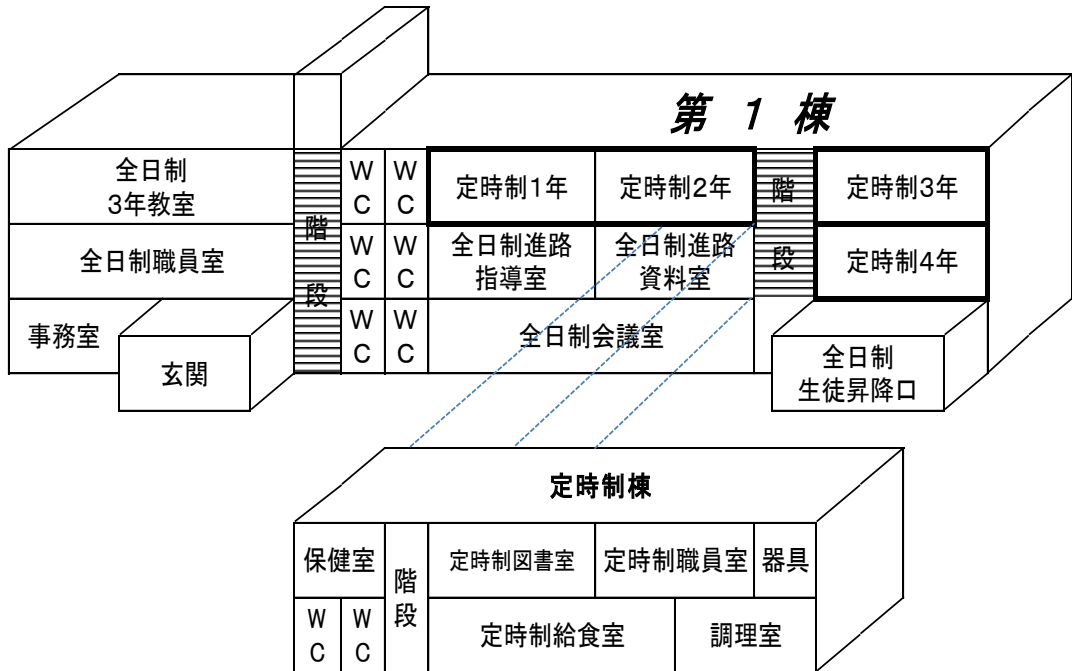 第 1 棟
全日制
3年教室
階
段
W
C
W
C
定時制1年
定時制2年
階
段
定時制3年
全日制職員室
W
C
W
C
全日制進路
指導室
全日制進路
資料室
定時制4年
事務室
玄関
W
C
W
C
全日制会議室
全日制
生徒昇降口
定時制棟
保健室
階
段
定時制図書室
定時制職員室
器具
W
C
W
C
定時制給食室
調理室